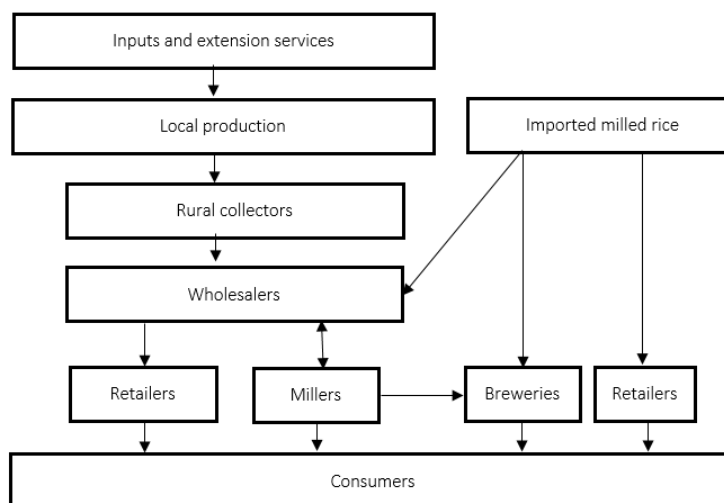 Inputs and extension services
Local production
Imported milled rice
Rural collectors
Wholesalers
Retailers
Millers
Breweries
Retailers
Consumers